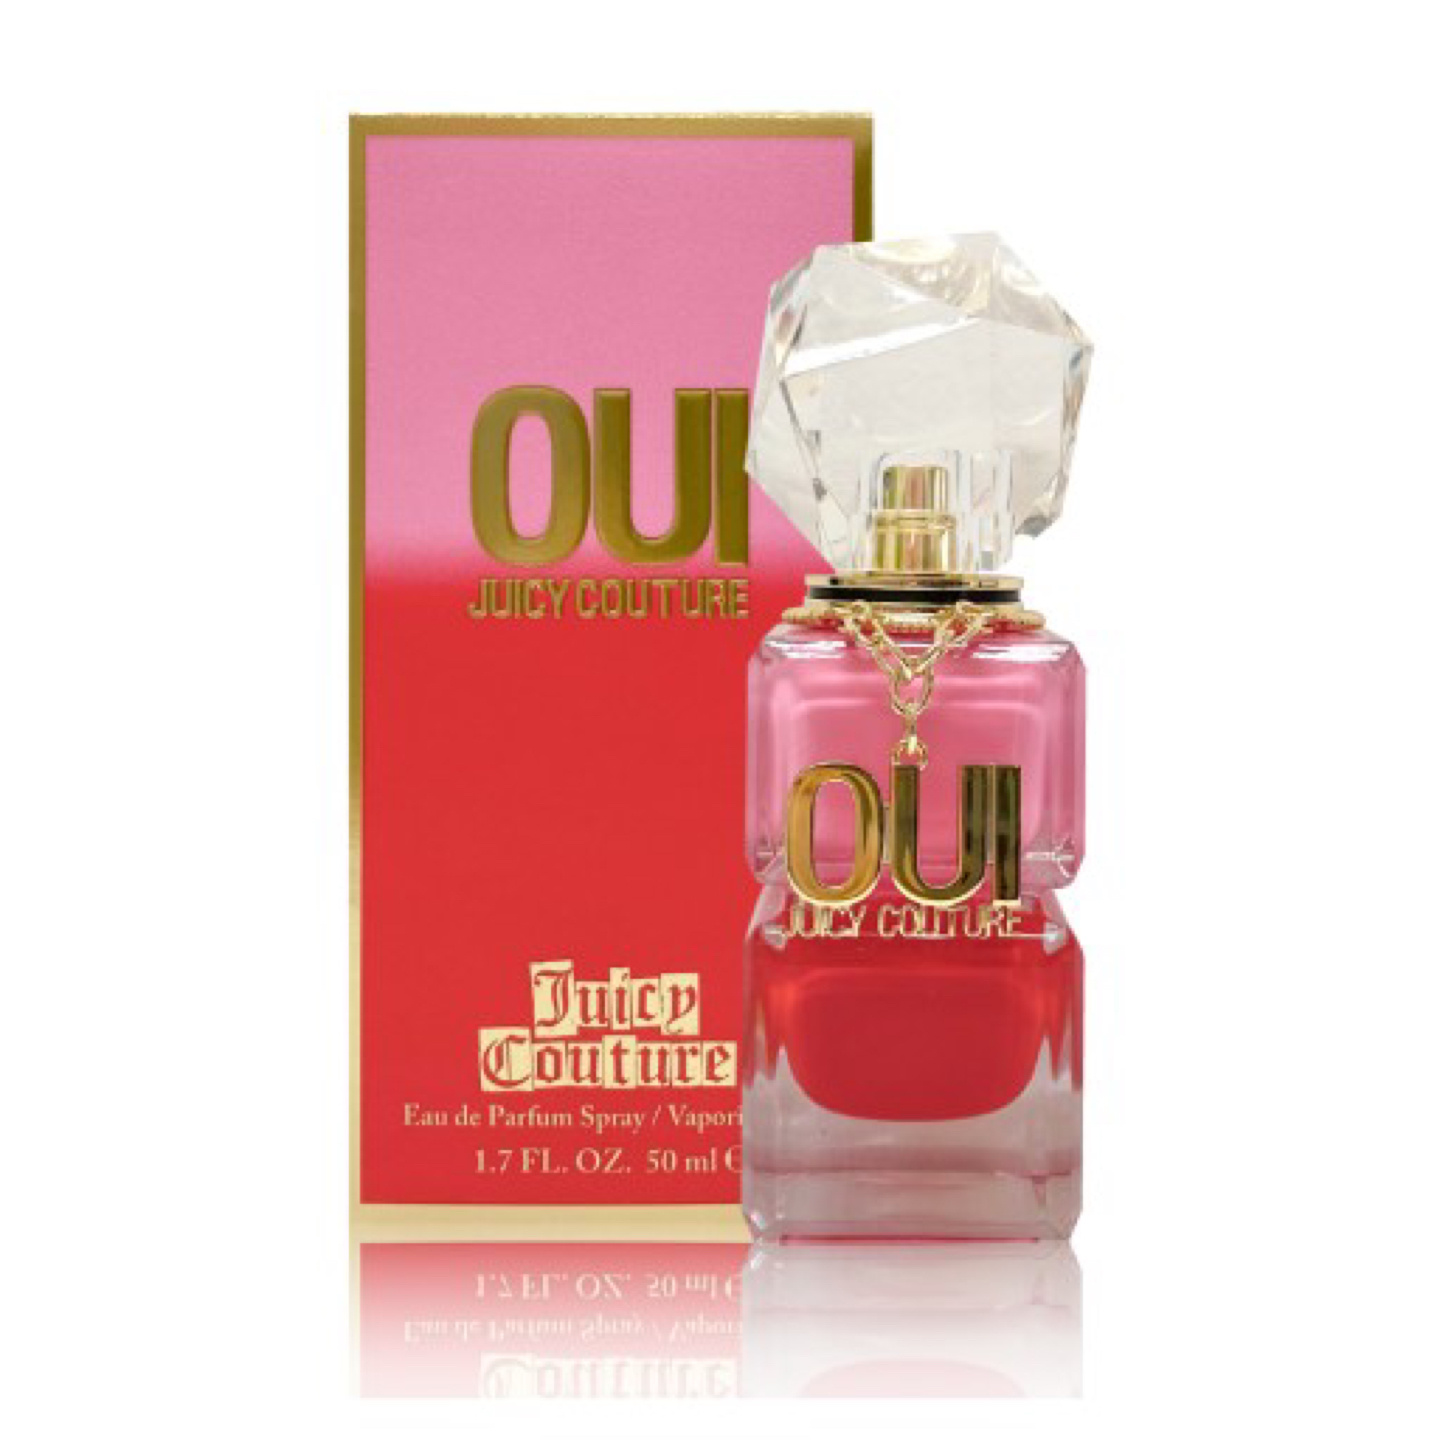 OUI
JUICY COUTURE
Juicy
Couture
Eau de Parfum Spray / Vapori
1.7 FL. OZ. 50 ml €
OUI
JUICY COUTURE